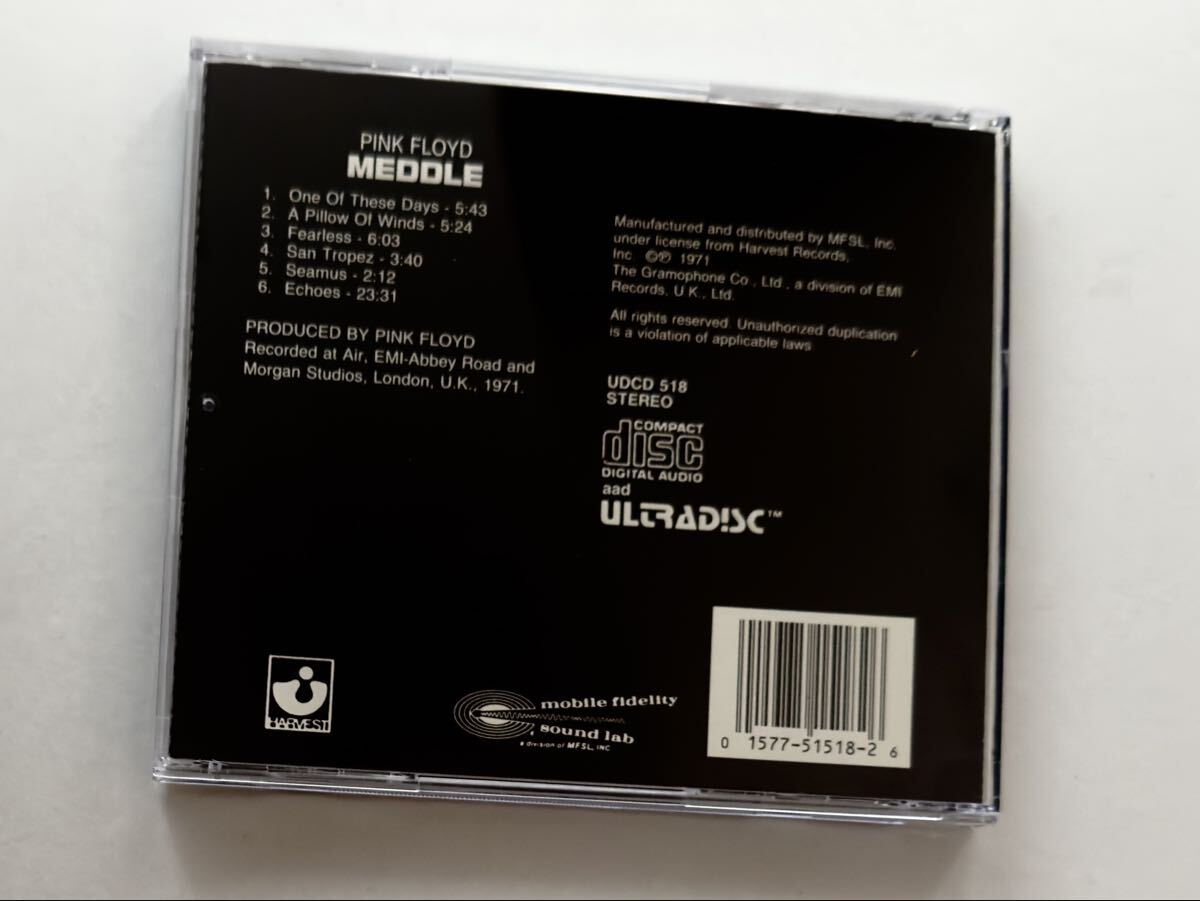 PINK FLOYD
MEDDLE
1. One Of These Days - 5:43
2. A Pillow Of Winds - 5:24
3. Fearless - 6:03
4. San Tropez - 3:40
5. Seamus - 2:12
6. Echoes - 23:31
PRODUCED BY PINK FLOYD
Recorded at Air, EMI-Abbey Road and
Morgan Studios, London, U.K., 1971.
Manufactured and distributed by MFSL, Inc.
under license from Harvest Records,
Inc. ©℗ 1971
The Gramophone Co., Ltd., a division of EMI
Records, U.K., Ltd.
All rights reserved. Unauthorized duplication
is a violation of applicable laws.
UDCD 518
STEREO
COMPACT
disc
DIGITAL AUDIO
aad
ULTRADISC™
HARVEST
mobile fidelity
sound lab
a division of MFSL, INC
0 1577-51518-2 6